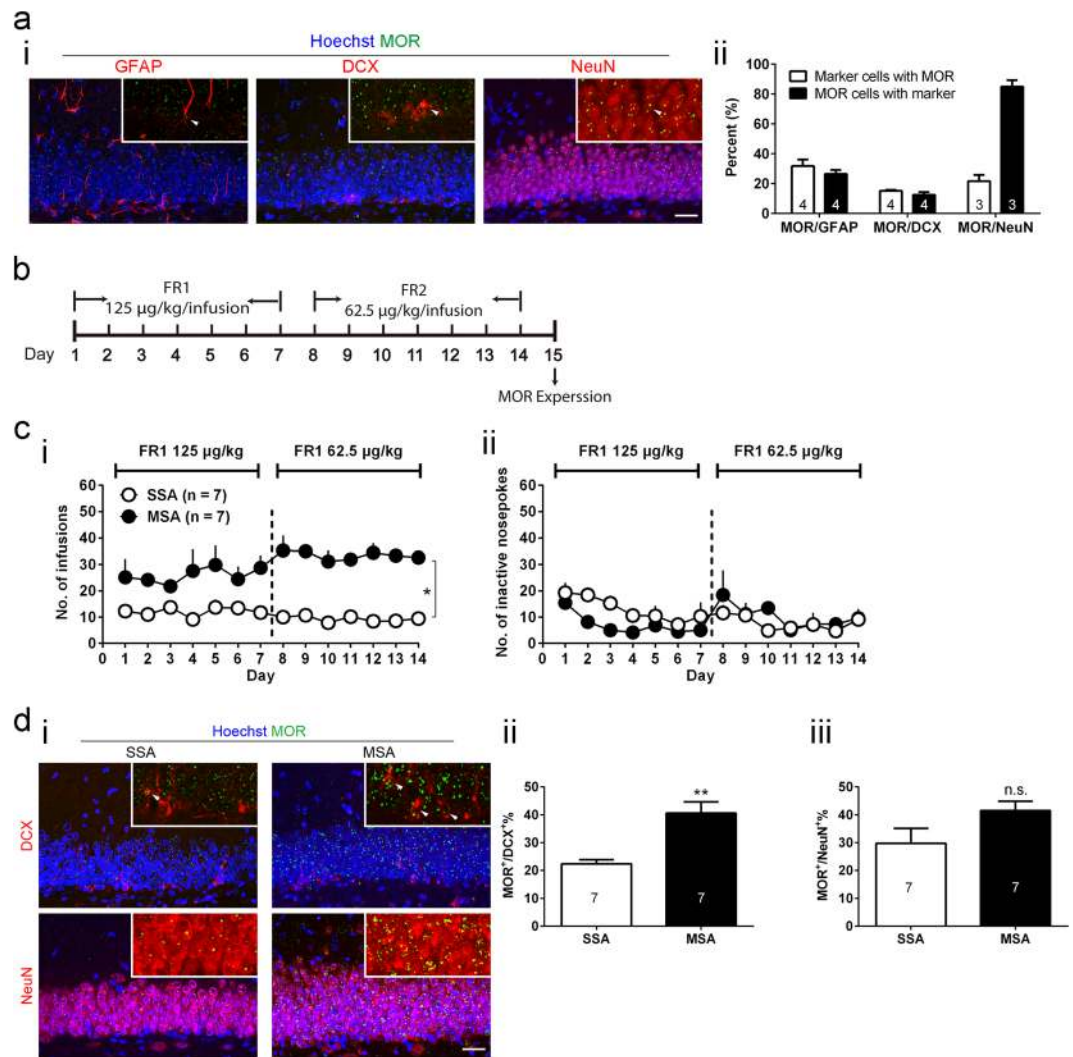 a
i
Hoechst MOR
GFAP DCX NeuN
ii
Marker cells with MOR
MOR cells with marker
Percent (%)
100
80
60
40
20
0
4 4 4 4 3 3
MOR/GFAP MOR/DCX MOR/NeuN
b
FR1 FR2
125 µg/kg/infusion 62.5 µg/kg/infusion
Day 1 2 3 4 5 6 7 8 9 10 11 12 13 14 15
MOR Experssion
c
i
FR1 125 µg/kg FR1 62.5 µg/kg
SSA (n = 7)
MSA (n = 7)
No. of infusions
60
50
40
30
20
10
0
*
0 1 2 3 4 5 6 7 8 9 10 11 12 13 14
Day
ii
FR1 125 µg/kg FR1 62.5 µg/kg
No. of inactive nosepokes
60
50
40
30
20
10
0
0 1 2 3 4 5 6 7 8 9 10 11 12 13 14
Day
d
i
Hoechst MOR
SSA MSA
DCX
NeuN
ii
MOR+/DCX+%
50
40
30
20
10
0
**
7 7
SSA MSA
iii
MOR+/NeuN+%
50
40
30
20
10
0
n.s.
7 7
SSA MSA